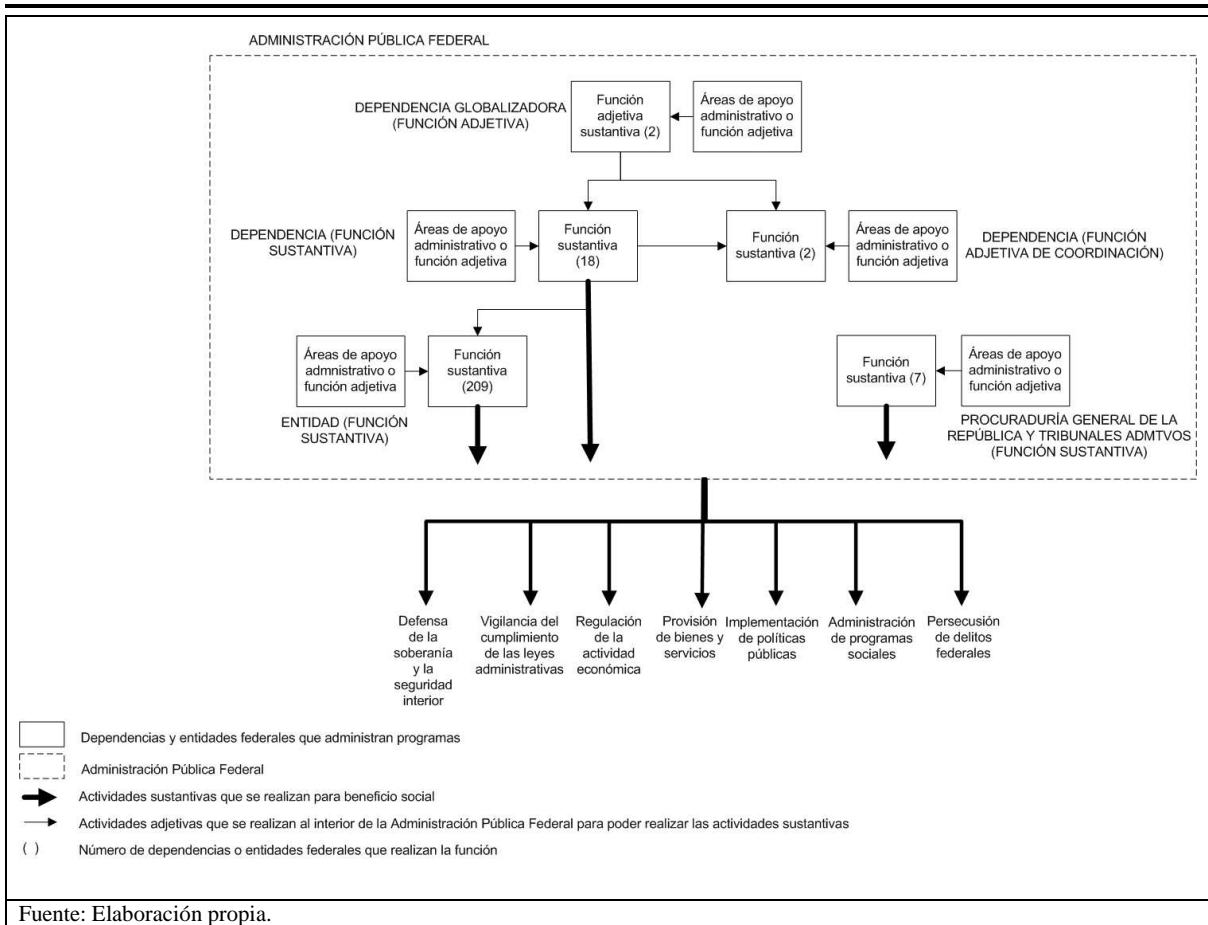 ADMINISTRACIÓN PÚBLICA FEDERAL
DEPENDENCIA GLOBALIZADORA
(FUNCIÓN ADJETIVA)
Función
adjetiva
sustantiva (2)
Áreas de apoyo
administrativo o
función adjetiva
DEPENDENCIA (FUNCIÓN
SUSTANTIVA)
Áreas de apoyo
administrativo o
función adjetiva
Función
sustantiva
(18)
Función
sustantiva (2)
Áreas de apoyo
administrativo o
función adjetiva
DEPENDENCIA (FUNCIÓN
ADJETIVA DE COORDINACIÓN)
Áreas de apoyo
admnistrativo o
función adjetiva
Función
sustantiva
(209)
ENTIDAD (FUNCIÓN
SUSTANTIVA)
Función
sustantiva (7)
Áreas de apoyo
administrativo o
función adjetiva
PROCURADURÍA GENERAL DE LA
REPÚBLICA Y TRIBUNALES ADMTVOS
(FUNCIÓN SUSTANTIVA)
Defensa
de la
soberanía
y la
seguridad
interior
Vigilancia del
cumplimiento
de las leyes
administrativas
Regulación
de la
actividad
económica
Provisión
de bienes y
servicios
Implementación
de políticas
públicas
Administración
de programas
sociales
Persecusión
de delitos
federales
Dependencias y entidades federales que administran programas
Administración Pública Federal
Actividades sustantivas que se realizan para beneficio social
Actividades adjetivas que se realizan al interior de la Administración Pública Federal para poder realizar las actividades sustantivas
( ) Número de dependencias o entidades federales que realizan la función
Fuente: Elaboración propia.